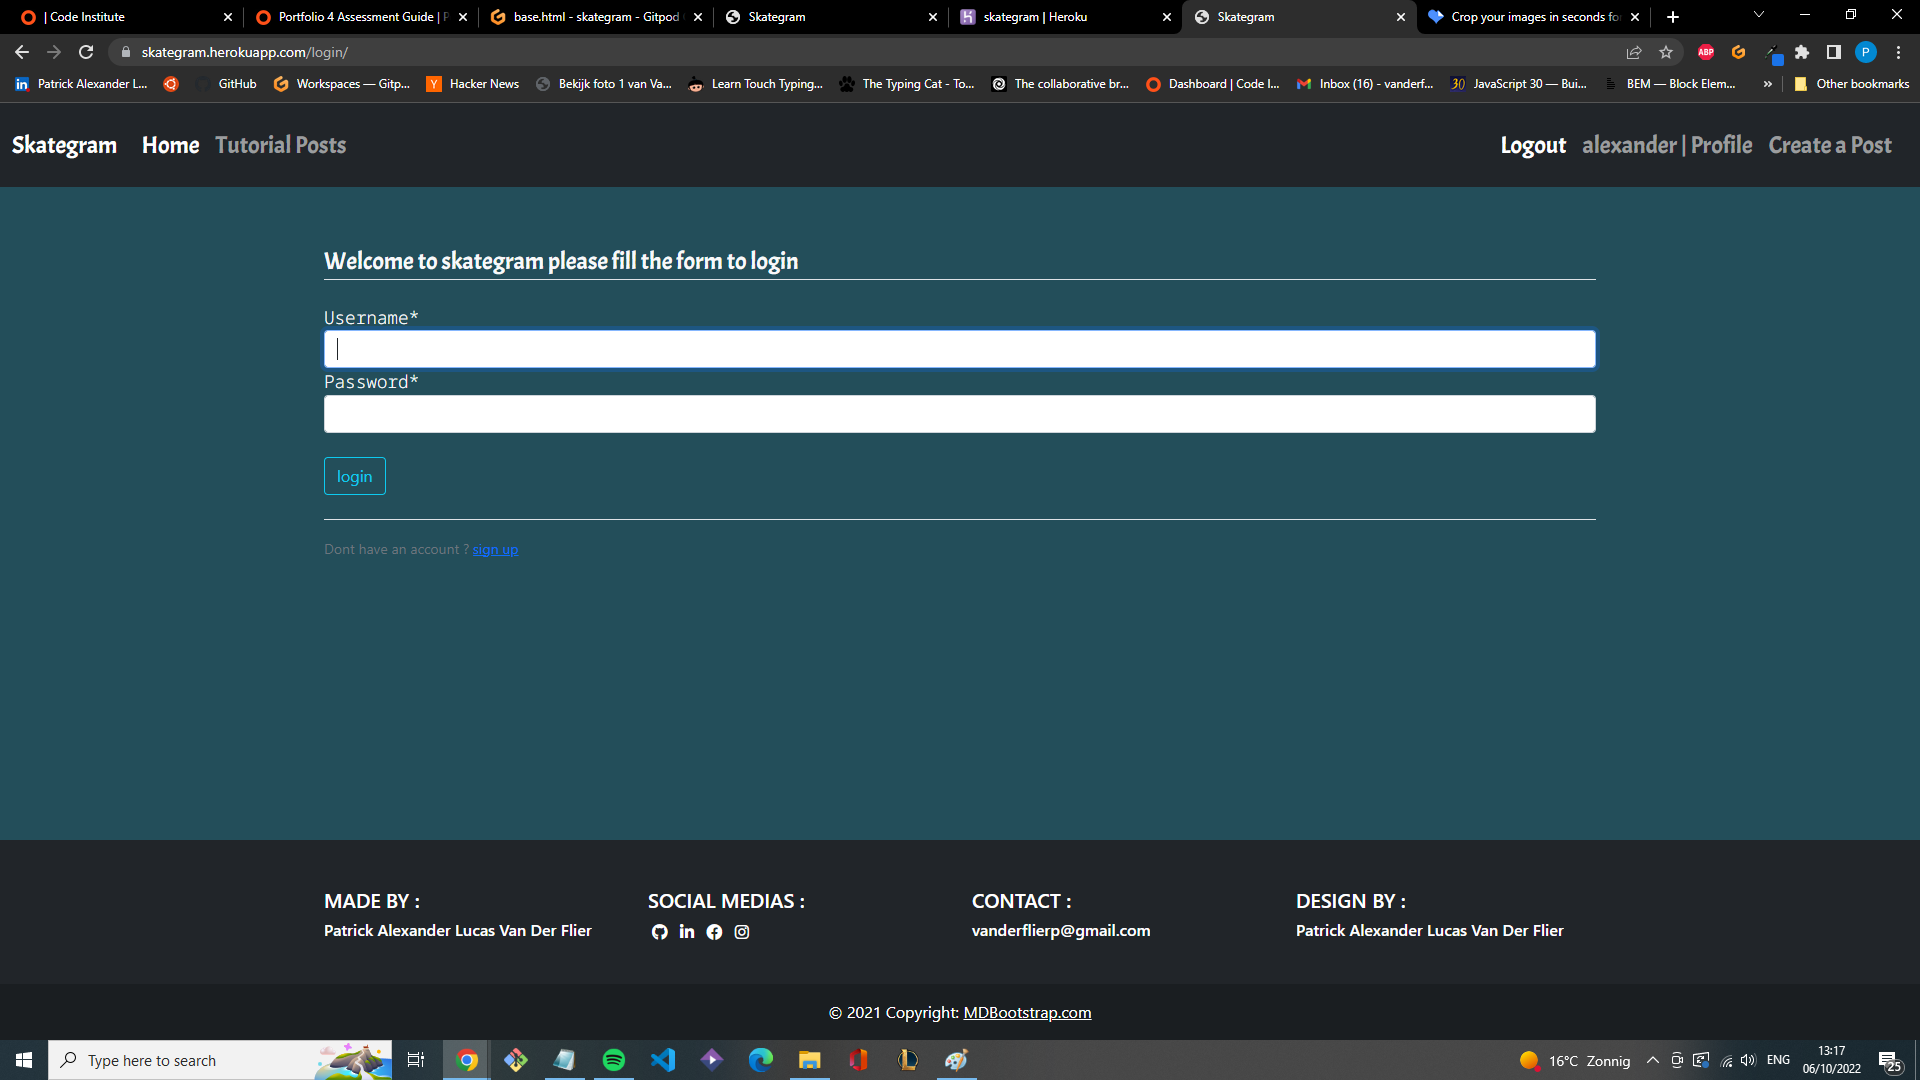 | Code Institute
Portfolio 4 Assessment Guide |
base.html - skategram - Gitpod
Skategram
skategram | Heroku
Skategram
Crop your images in seconds fo
skategram.herokuapp.com/login/
ABP
P
Patrick Alexander L...
GitHub
Workspaces — Gitp...
Hacker News
Bekijk foto 1 van Va...
Learn Touch Typing...
The Typing Cat - To...
The collaborative br...
Dashboard | Code I...
Inbox (16) - vanderf...
JavaScript 30 — Bui...
BEM — Block Elem...
Other bookmarks
Skategram Home Tutorial Posts
Logout alexander | Profile Create a Post
Welcome to skategram please fill the form to login
Username*
Password*
login
Dont have an account ? sign up
MADE BY :
Patrick Alexander Lucas Van Der Flier
SOCIAL MEDIAS :
CONTACT :
vanderflierp@gmail.com
DESIGN BY :
Patrick Alexander Lucas Van Der Flier
© 2021 Copyright: MDBootstrap.com
Type here to search
16°C Zonnig
ENG
13:17
06/10/2022
25